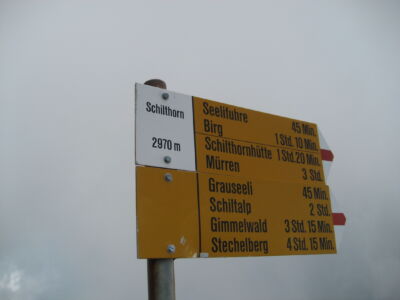 Schilthorn
2970 m
Seelifuhre 45 Min.
Birg 1 Std. 10 Min.
Schilthornhütte 1 Std. 20 Min.
Mürren 3 Std.
Grauseeli 45 Min.
Schiltalp 2 Std.
Gimmelwald 3 Std. 15 Min.
Stechelberg 4 Std. 15 Min.